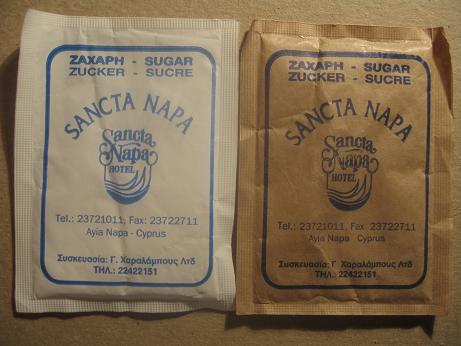 ΖΑΧΑΡΗ - SUGAR
ZUCKER - SUCRE
SANCTA NAPA
Sancta
Napa
HOTEL
Tel.: 23721011, Fax: 23722711
Ayia Napa - Cyprus
Συσκευασία: Γ. Χαραλάμπους Λτδ
ΤΗΛ.: 22422151
ΖΑΧΑΡΗ - SUGAR
ZUCKER - SUCRE
SANCTA NAPA
Sancta
Napa
HOTEL
Tel.: 23721011, Fax 23722711
Ayia Napa Cyprus
Συσκευασία: Γ. Χαραλάμπους Λτδ
ΤΗΛ.: 22422151